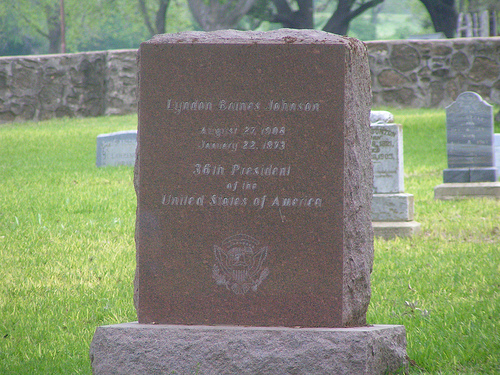 Lyndon Baines Johnson
August 27, 1908
January 22, 1973
36th President
of the
United States of America